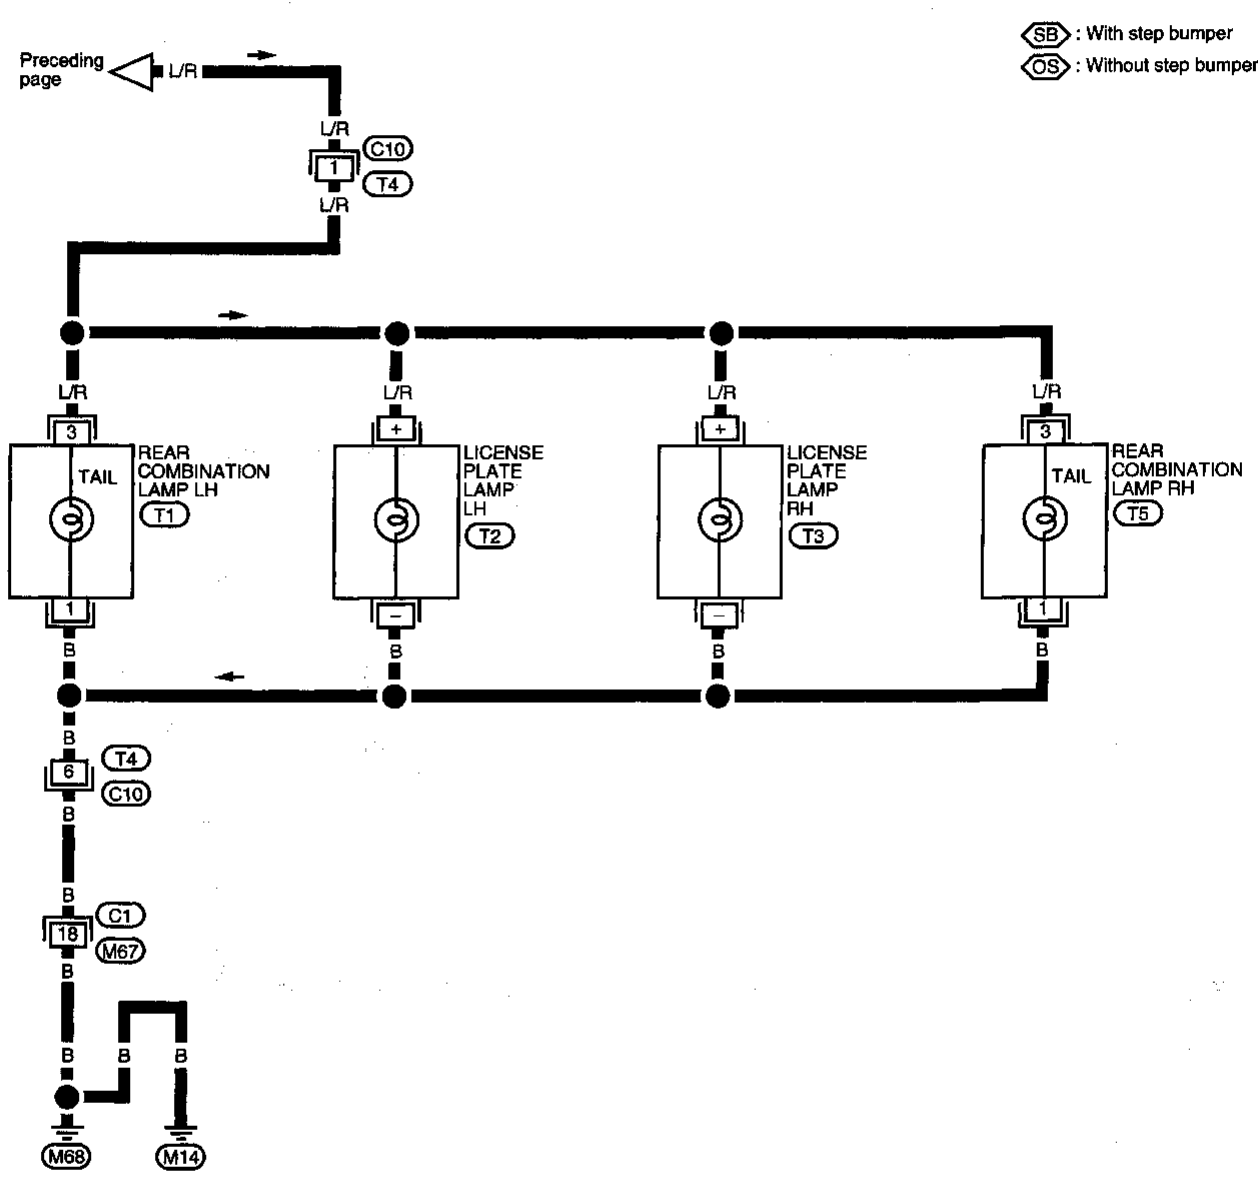 SB : With step bumper
OS : Without step bumper
Preceding
page
L/R
L/R
C10
1
T4
L/R
L/R
L/R
L/R
L/R
3
+
+
3
TAIL
REAR
COMBINATION
LAMP LH
T1
LICENSE
PLATE
LAMP
LH
T2
LICENSE
PLATE
LAMP
RH
T3
TAIL
REAR
COMBINATION
LAMP RH
T5
1
−
−
1
B
B
B
B
B
T4
6
C10
B
B
C1
18
M67
B
B
B
B
M68
M14